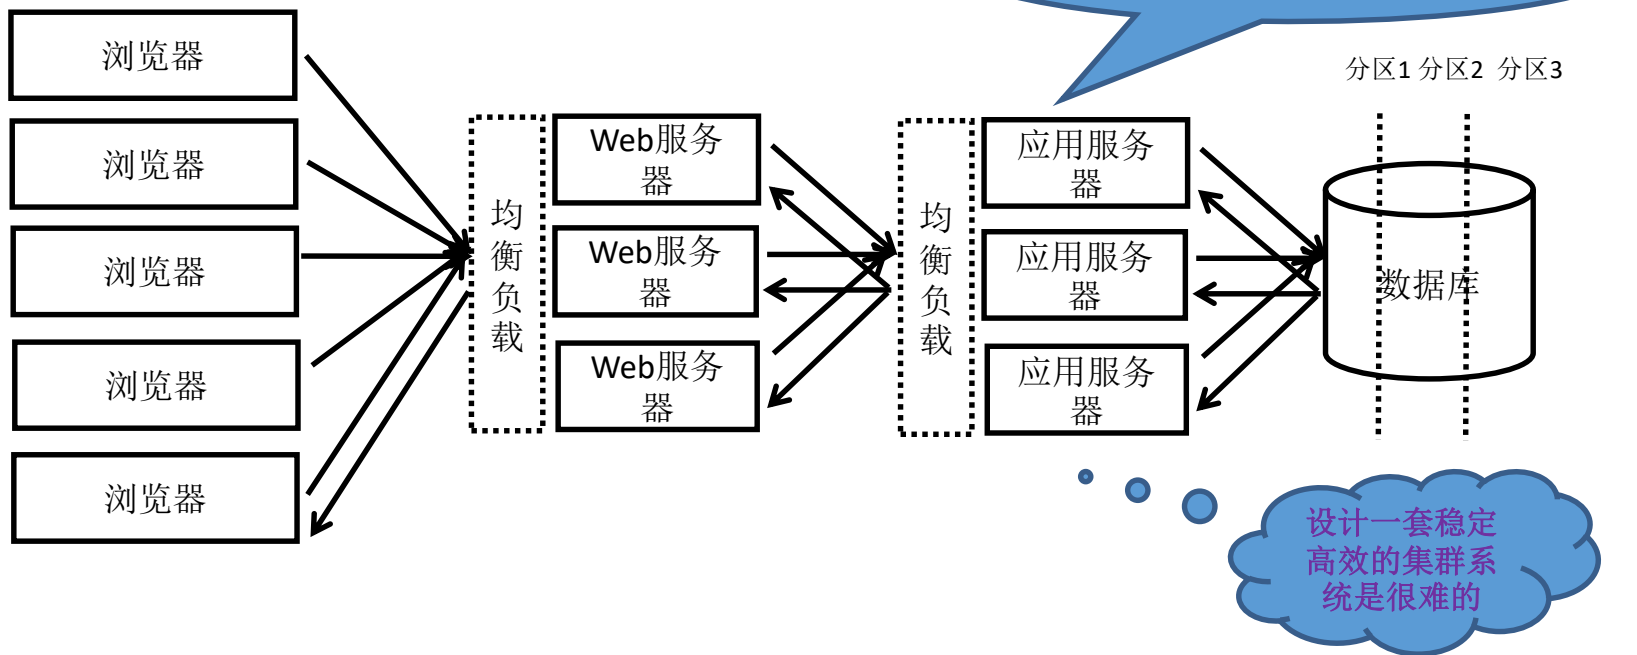 浏览器
浏览器
浏览器
浏览器
浏览器
均
衡
负
载
Web服务
器
Web服务
器
Web服务
器
均
衡
负
载
应用服务
器
应用服务
器
应用服务
器
分区1 分区2 分区3
数据库
设计一套稳定
高效的集群系
统是很难的